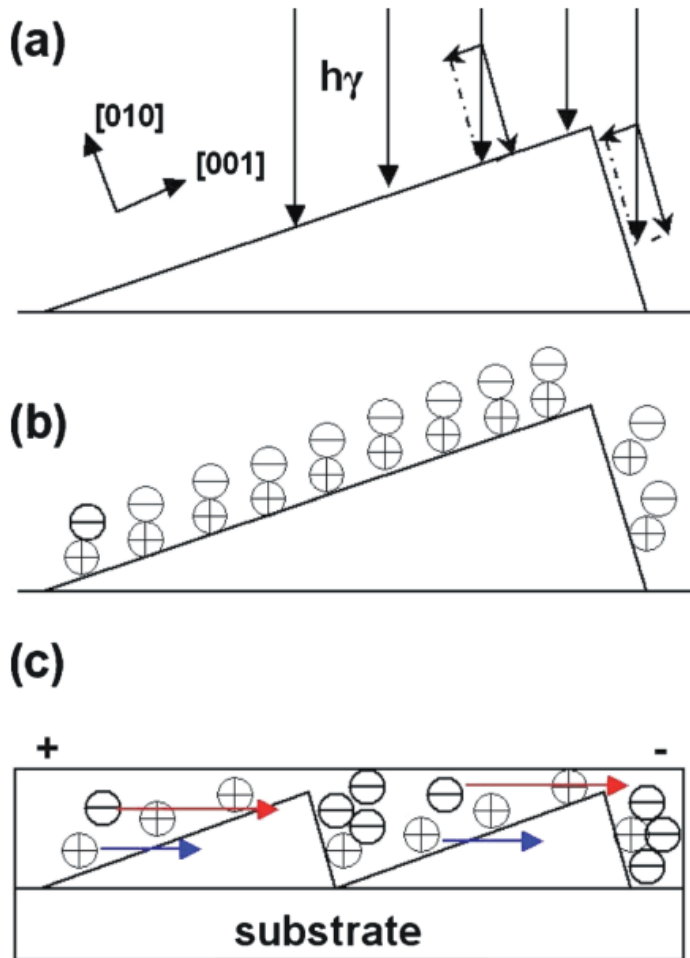 (a)
hγ
[010]
[001]
(b)
(c)
+ -
substrate